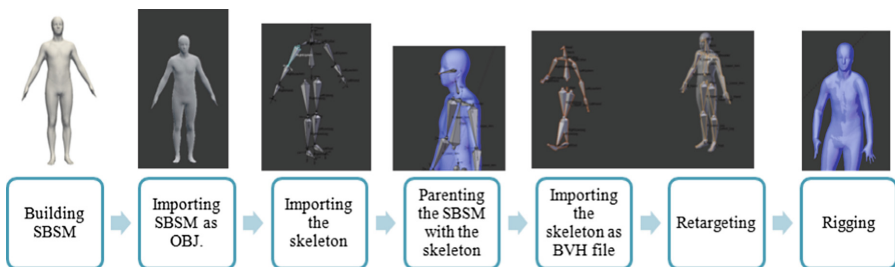 Building
SBSM
Importing
SBSM as
OBJ.
Importing
the
skeleton
Parenting
the SBSM
with the
skeleton
Importing
the
skeleton as
BVH file
Retargeting
Rigging